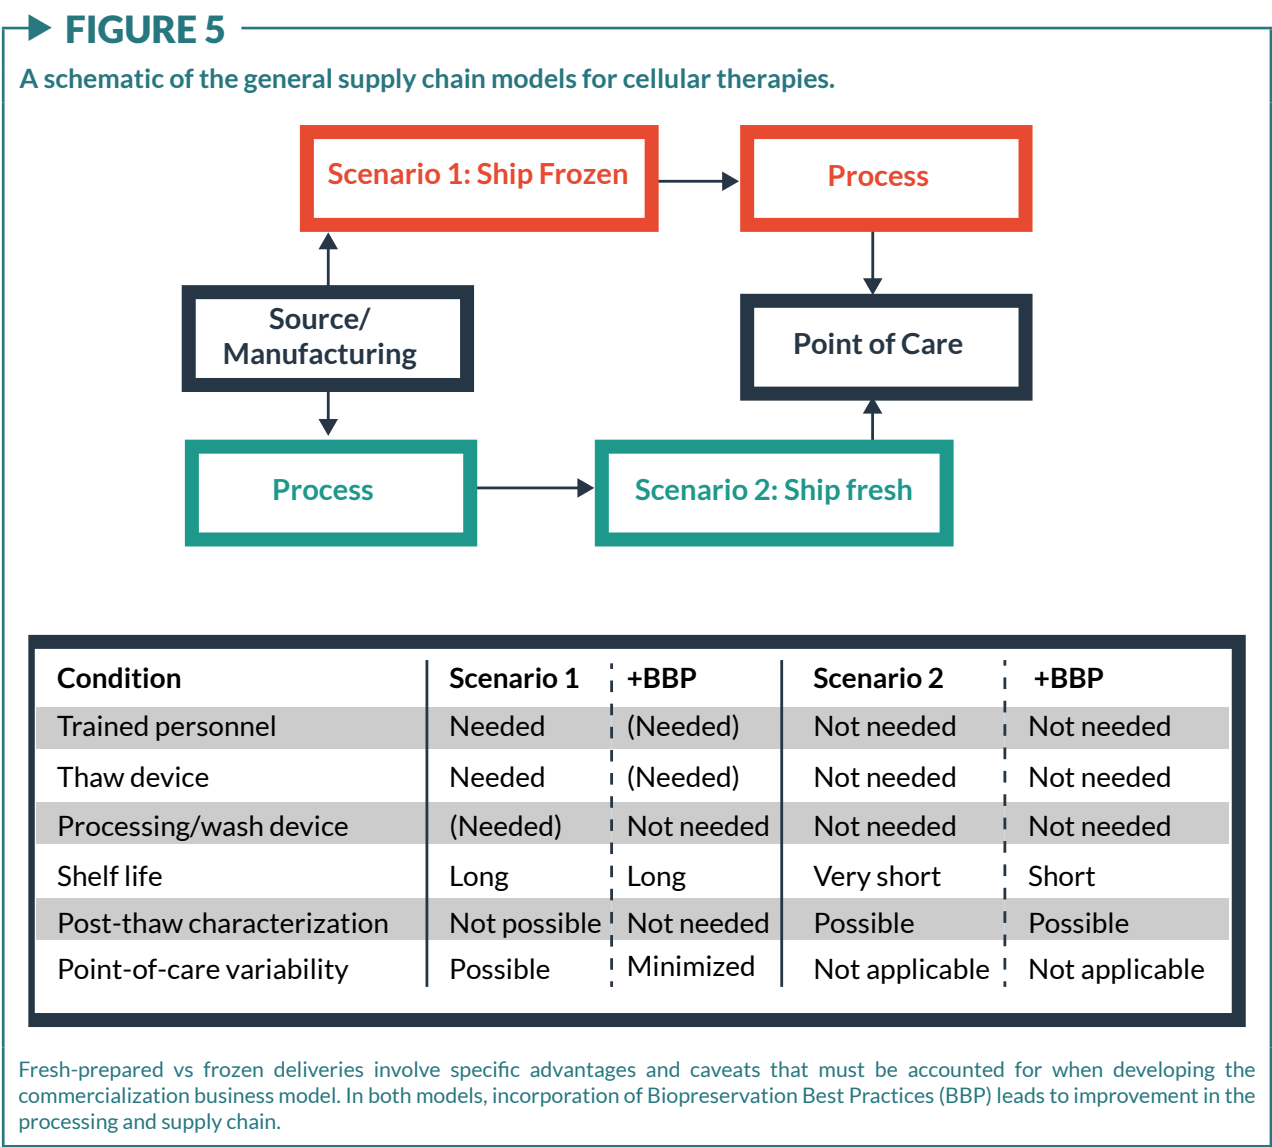 FIGURE 5
A schematic of the general supply chain models for cellular therapies.
Scenario 1: Ship Frozen
Process
Source/
Manufacturing
Point of Care
Process
Scenario 2: Ship fresh
Condition Scenario 1 +BBP Scenario 2 +BBP
Trained personnel Needed (Needed) Not needed Not needed
Thaw device Needed (Needed) Not needed Not needed
Processing/wash device (Needed) Not needed Not needed Not needed
Shelf life Long Long Very short Short
Post-thaw characterization Not possible Not needed Possible Possible
Point-of-care variability Possible Minimized Not applicable Not applicable
Fresh-prepared vs frozen deliveries involve specific advantages and caveats that must be accounted for when developing the
commercialization business model. In both models, incorporation of Biopreservation Best Practices (BBP) leads to improvement in the
processing and supply chain.